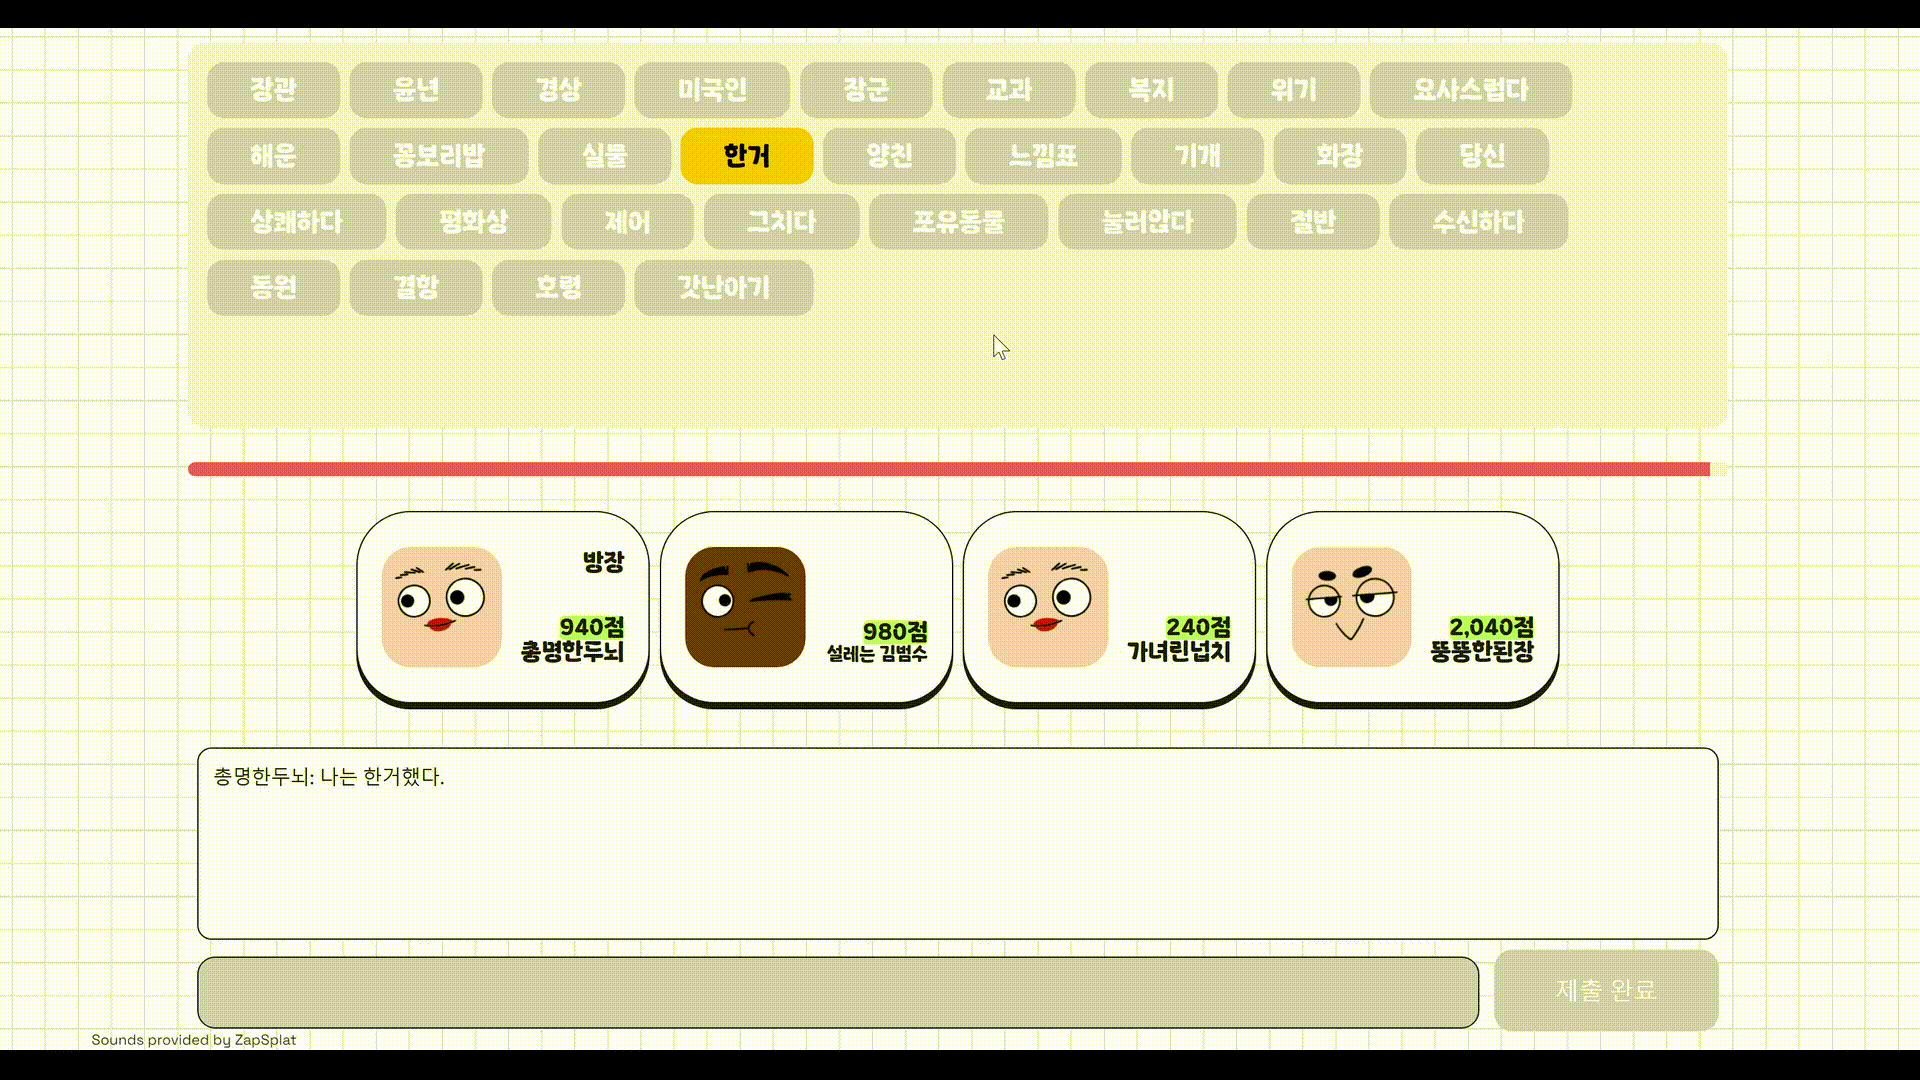 장관 윤년 경상 미국인 장군 교과 복지 위기 요사스럽다
해운 꽁보리밥 실물 한거 양친 느낌표 기개 화장 당신
상쾌하다 평화상 제어 그치다 포유동물 눌러앉다 절반 수신하다
동원 결항 호령 갓난아기
방장
940점
총명한두뇌
980점
설레는 김범수
240점
가녀린넙치
2,040점
뚱뚱한된장
총명한두뇌: 나는 한거했다.
제출 완료
Sounds provided by ZapSplat